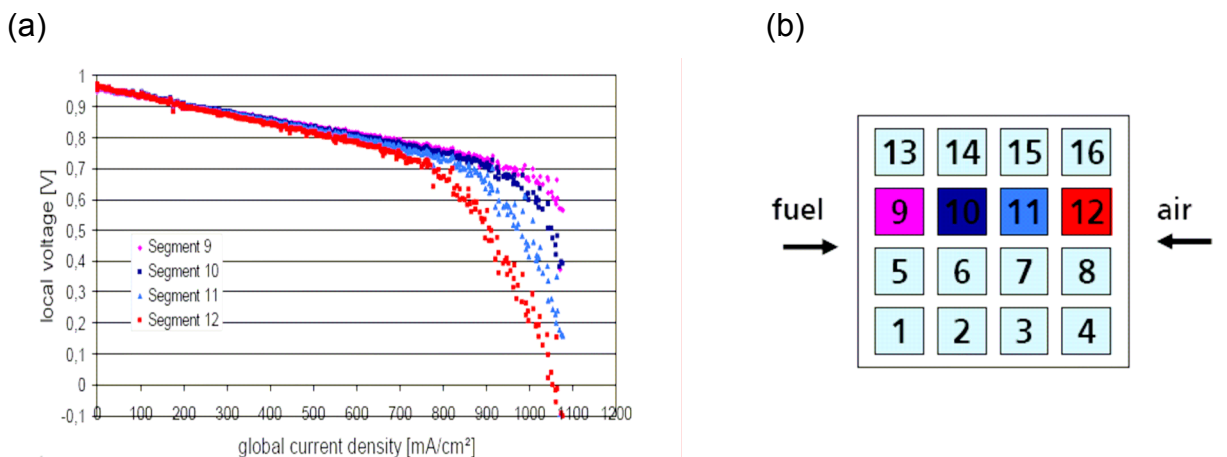 (a)
(b)
1
0,9
0,8
0,7
0,6
0,5
0,4
0,3
0,2
0,1
0
-0,1
local voltage [V]
Segment 9
Segment 10
Segment 11
Segment 12
0 100 200 300 400 500 600 700 800 900 1000 1100 1200
global current density [mA/cm²]
13 14 15 16
fuel
9 10 11 12
air
5 6 7 8
1 2 3 4